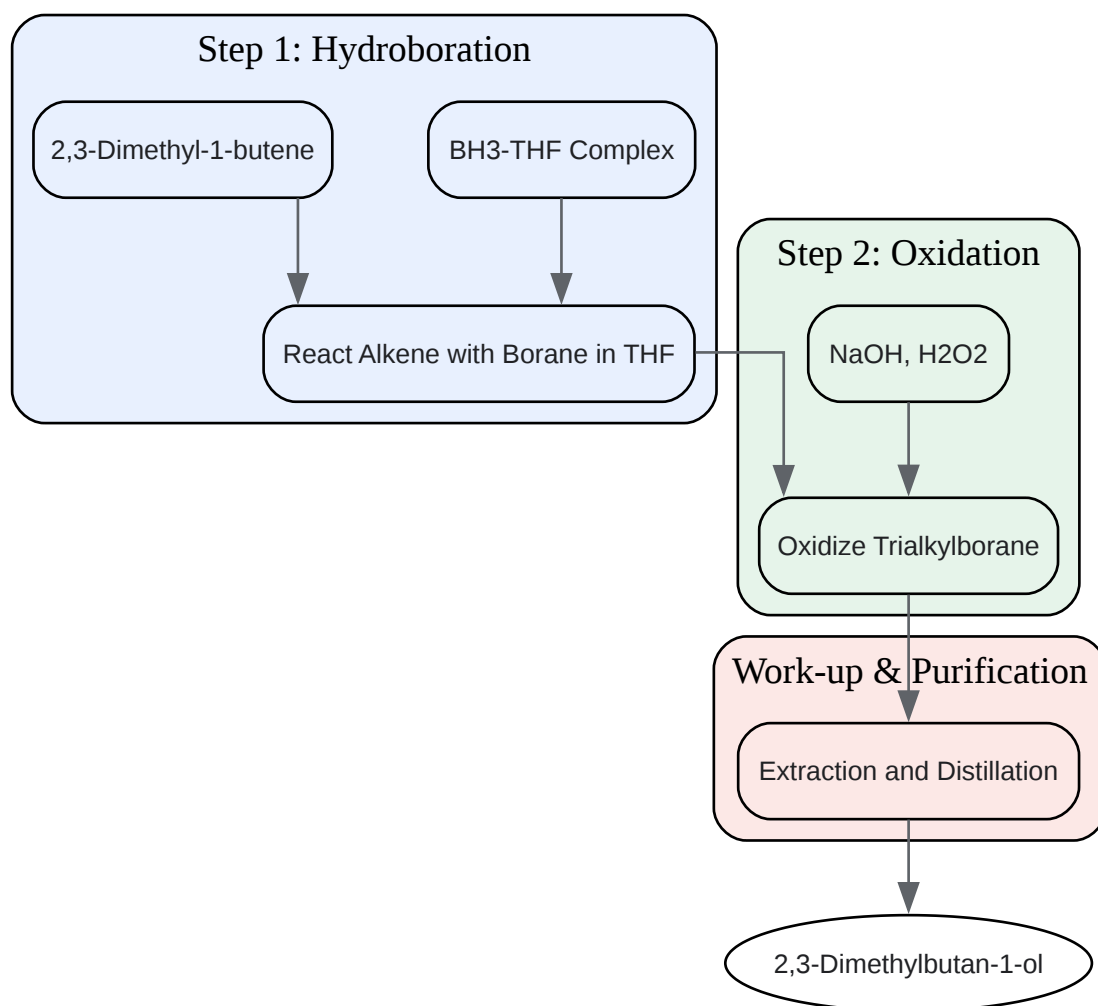 Step 1: Hydroboration
2,3-Dimethyl-1-butene
BH3-THF Complex
React Alkene with Borane in THF
Step 2: Oxidation
NaOH, H2O2
Oxidize Trialkylborane
Work-up & Purification
Extraction and Distillation
2,3-Dimethylbutan-1-ol